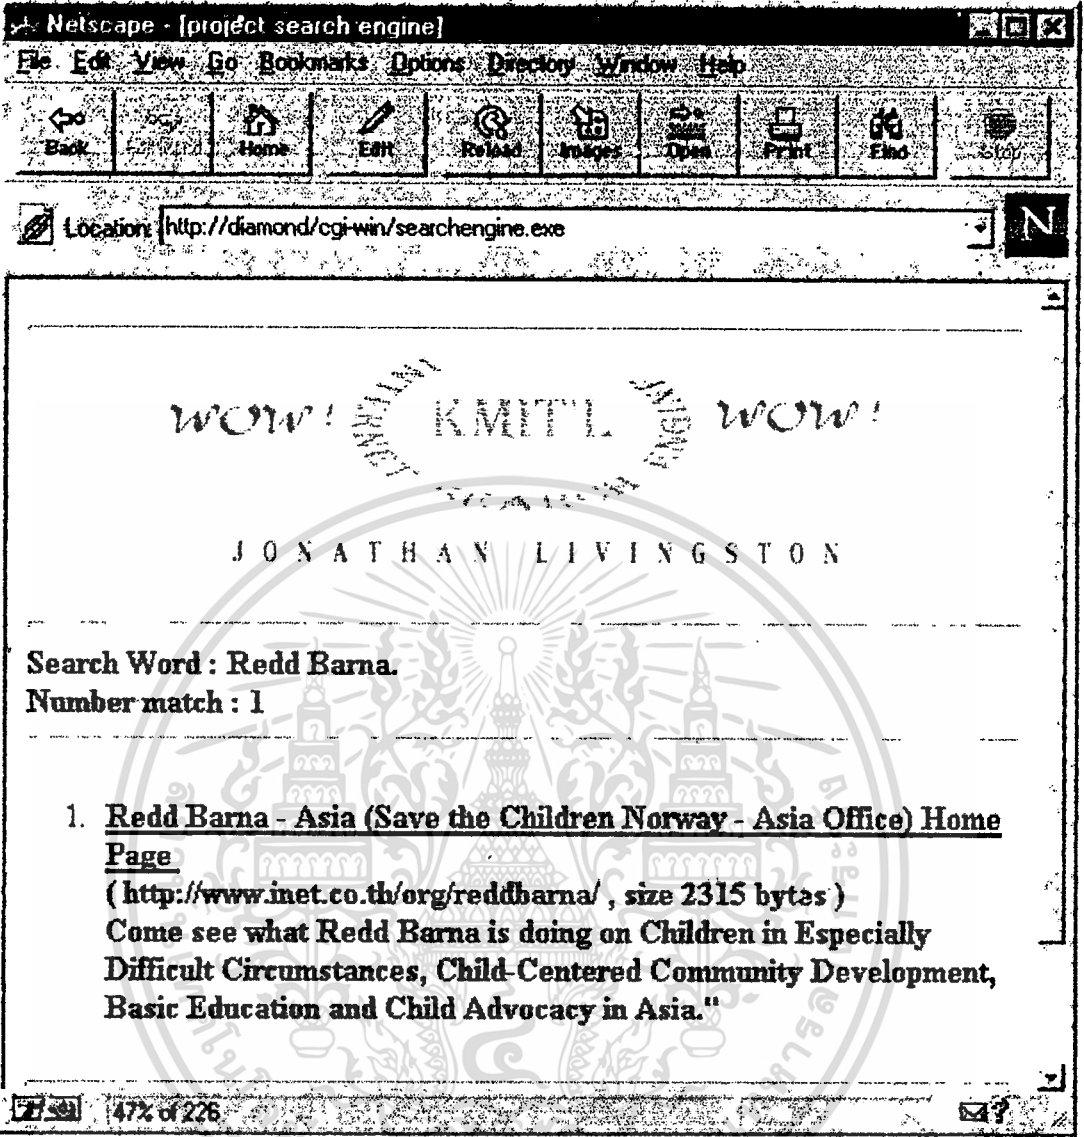 Netscape - [project search engine]
File Edit View Go Bookmarks Options Directory Window Help
Back Home Edit Reload Images Open Print Find Stop
Location: http://diamond/cgi-win/searchengine.exe
N
WOW! INTERNET KMIT'L WOW!
JONATHAN LIVINGSTON
Search Word : Redd Barna.
Number match : 1
1. Redd Barna - Asia (Save the Children Norway - Asia Office) Home
Page
( http://www.inet.co.th/org/reddbarna/ , size 2315 bytes )
Come see what Redd Barna is doing on Children in Especially
Difficult Circumstances, Child-Centered Community Development,
Basic Education and Child Advocacy in Asia."
47% of 226